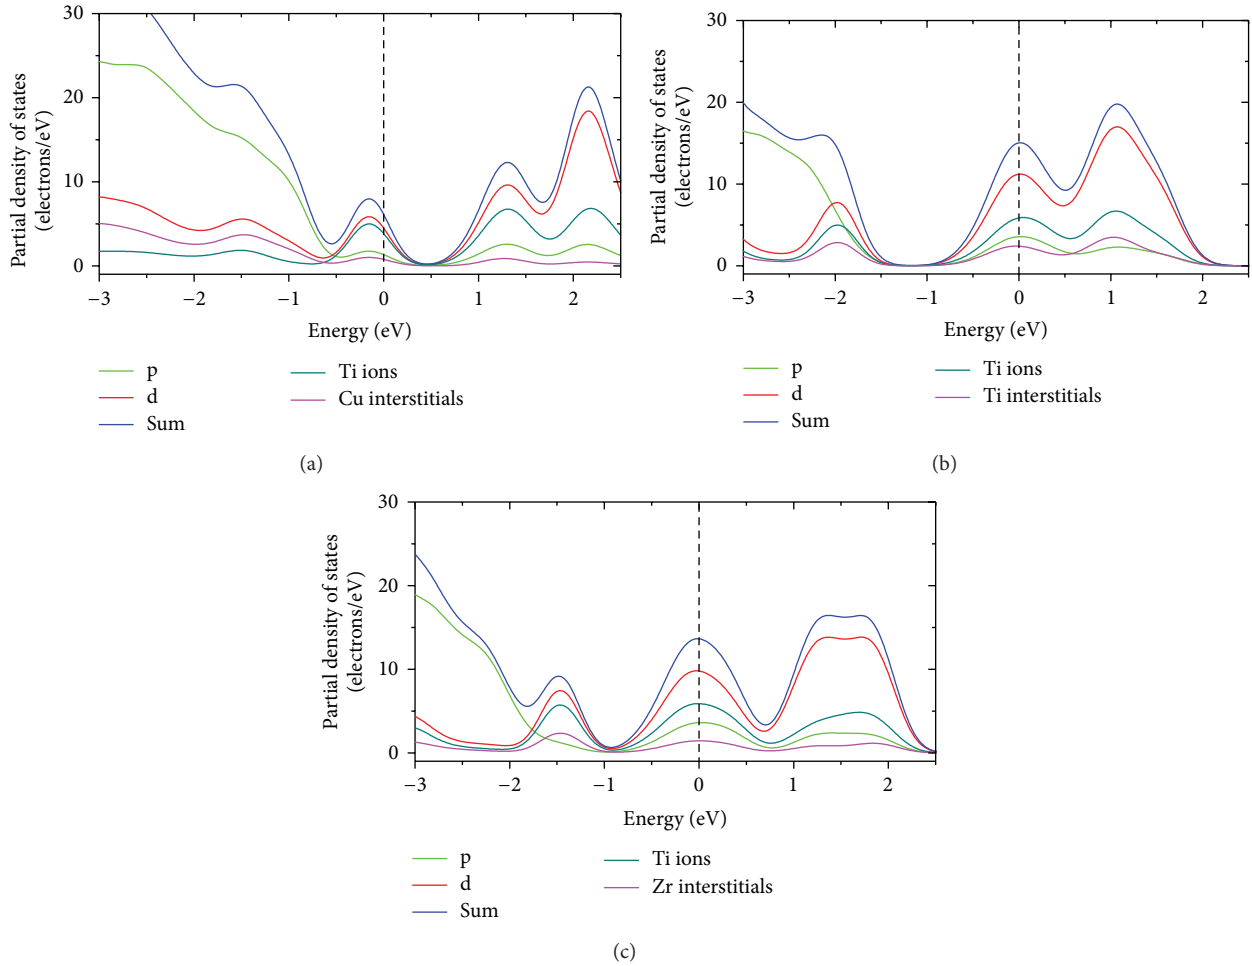 Partial density of states
(electrons/eV)
30
20
10
0
−3
−2
−1
0
1
2
Energy (eV)
p
d
Sum
Ti ions
Cu interstitials
(a)
Partial density of states
(electrons/eV)
30
20
10
0
−3
−2
−1
0
1
2
Energy (eV)
p
d
Sum
Ti ions
Ti interstitials
(b)
Partial density of states
(electrons/eV)
30
20
10
0
−3
−2
−1
0
1
2
Energy (eV)
p
d
Sum
Ti ions
Zr interstitials
(c)